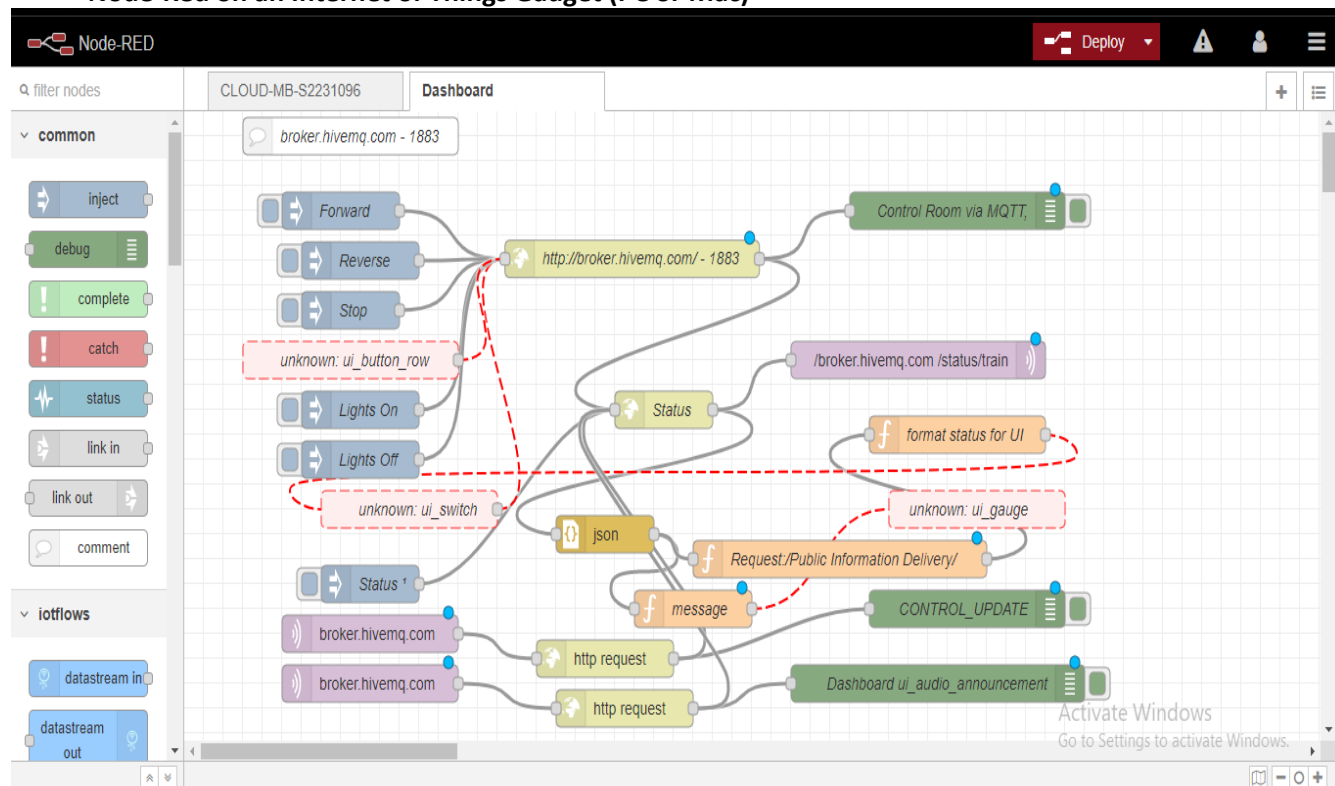 Node-Red on an Internet of Things Gadget (PC or Mac)
Node-RED
Deploy
filter nodes
CLOUD-MB-S2231096
Dashboard
common
broker.hivemq.com - 1883
inject
debug
complete
catch
status
link in
link out
comment
iotflows
datastream in
datastream
out
Forward
Reverse
Stop
unknown: ui_button_row
Lights On
Lights Off
unknown: ui_switch
Status ¹
broker.hivemq.com
broker.hivemq.com
http://broker.hivemq.com/ - 1883
Control Room via MQTT,
/broker.hivemq.com /status/train
Status
format status for UI
unknown: ui_gauge
json
Request:/Public Information Delivery/
message
CONTROL_UPDATE
http request
http request
Dashboard ui_audio_announcement
Activate Windows
Go to Settings to activate Windows.